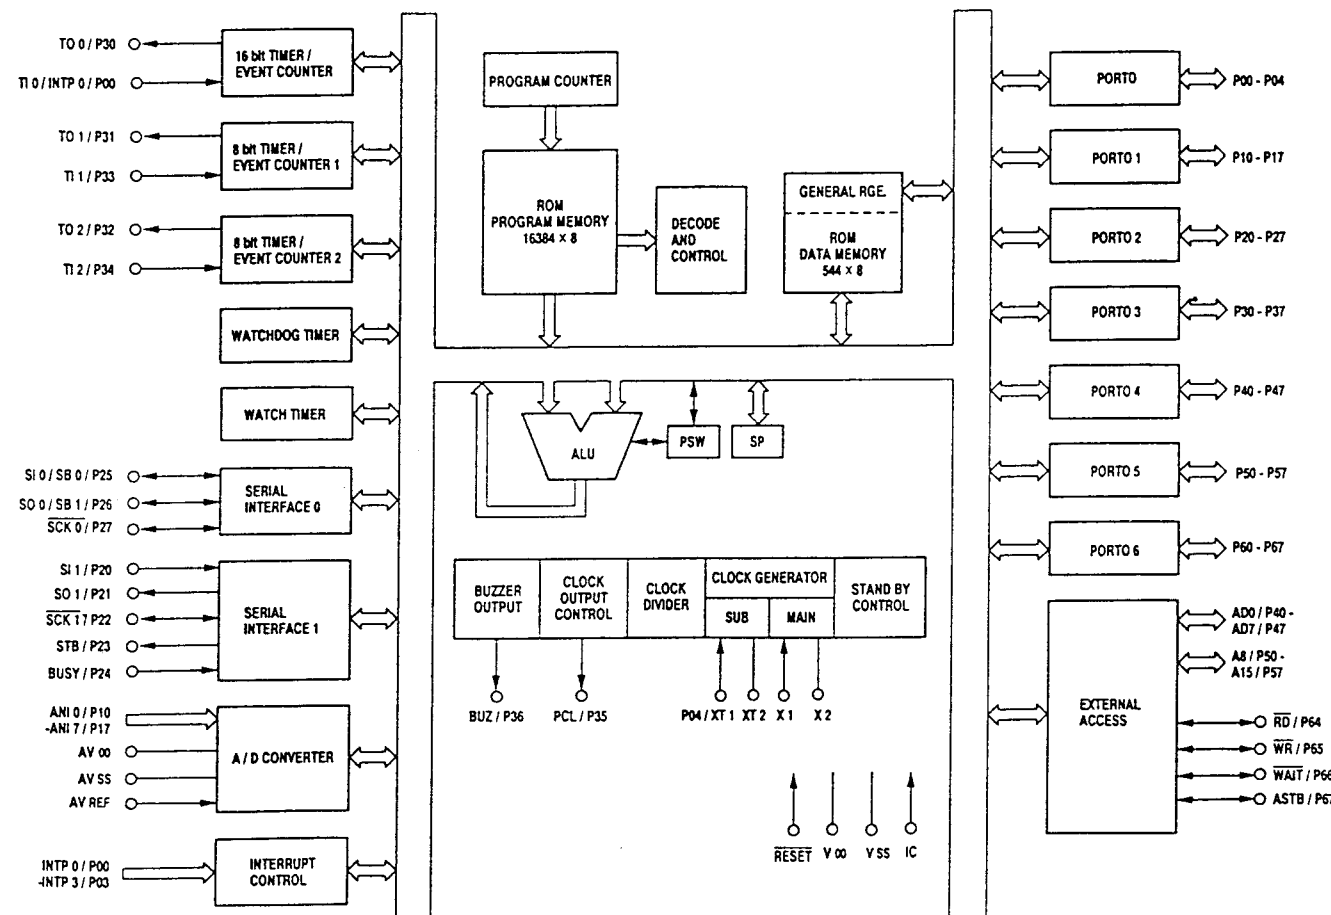 TO 0 / P30
TI 0 / INTP 0 / P00
16 bit TIMER /
EVENT COUNTER
TO 1 / P31
TI 1 / P33
8 bit TIMER /
EVENT COUNTER 1
TO 2 / P32
TI 2 / P34
8 bit TIMER /
EVENT COUNTER 2
WATCHDOG TIMER
WATCH TIMER
SI 0 / SB 0 / P25
SO 0 / SB 1 / P26
SCK 0 / P27
SERIAL
INTERFACE 0
SI 1 / P20
SO 1 / P21
SCK 1 / P22
STB / P23
BUSY / P24
SERIAL
INTERFACE 1
ANI 0 / P10
-ANI 7 / P17
AV 00
AV SS
AV REF
A / D CONVERTER
INTP 0 / P00
-INTP 3 / P03
INTERRUPT
CONTROL
PROGRAM COUNTER
ROM
PROGRAM MEMORY
16384 × 8
DECODE
AND
CONTROL
GENERAL RGE.
ROM
DATA MEMORY
544 × 8
ALU
PSW
SP
BUZZER
OUTPUT
CLOCK
OUTPUT
CONTROL
CLOCK
DIVIDER
CLOCK GENERATOR
SUB
MAIN
STAND BY
CONTROL
BUZ / P36
PCL / P35
P04 / XT 1
XT 2
X 1
X 2
RESET
V 00
V SS
IC
PORTO
P00 - P04
PORTO 1
P10 - P17
PORTO 2
P20 - P27
PORTO 3
P30 - P37
PORTO 4
P40 - P47
PORTO 5
P50 - P57
PORTO 6
P60 - P67
EXTERNAL
ACCESS
AD0 / P40 -
AD7 / P47
A8 / P50 -
A15 / P57
RD / P64
WR / P65
WAIT / P66
ASTB / P67